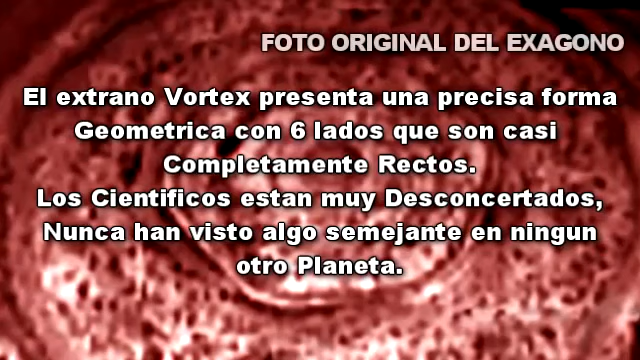 FOTO ORIGINAL DEL EXAGONO
El extrano Vortex presenta una precisa forma
Geometrica con 6 lados que son casi
Completamente Rectos.
Los Cientificos estan muy Desconcertados,
Nunca han visto algo semejante en ningun
otro Planeta.